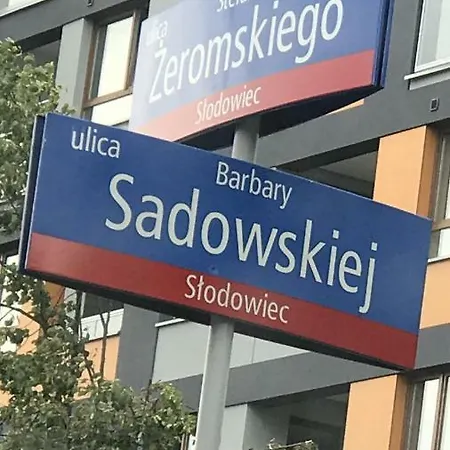 ulica
Żeromskiego
Słodowiec
ulica
Barbary
Sadowskiej
Słodowiec